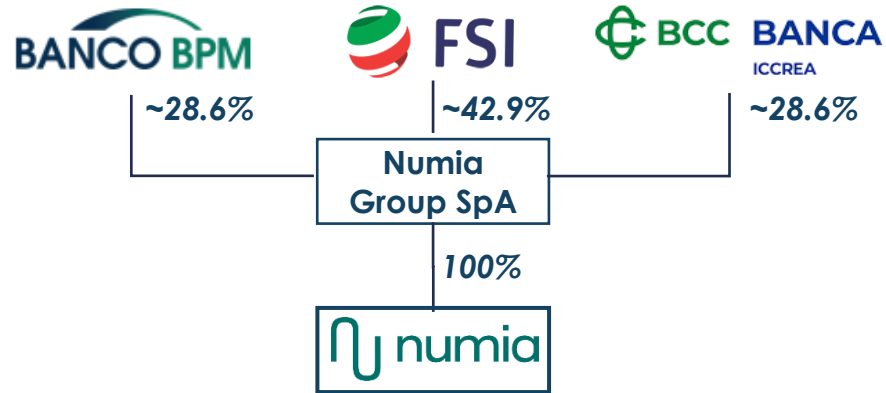 BANCO BPM
FSI
BCC BANCA
ICCREA
~28.6%
~42.9%
~28.6%
Numia
Group SpA
100%
numia